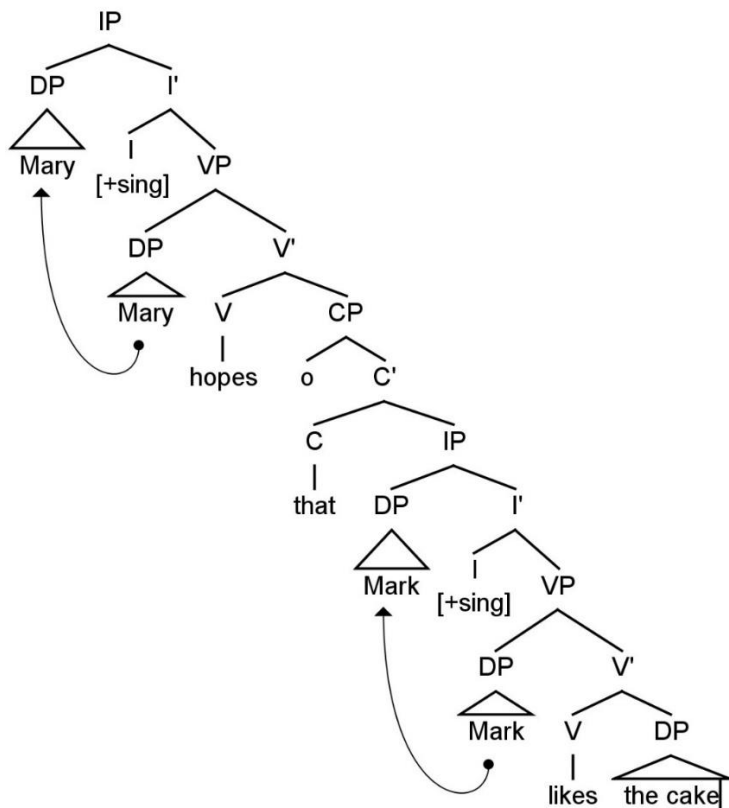 IP
DP I'
Mary I VP
[+sing]
DP V'
Mary V CP
hopes o C'
C IP
that DP I'
Mark I VP
[+sing]
DP V'
Mark V DP
likes the cake